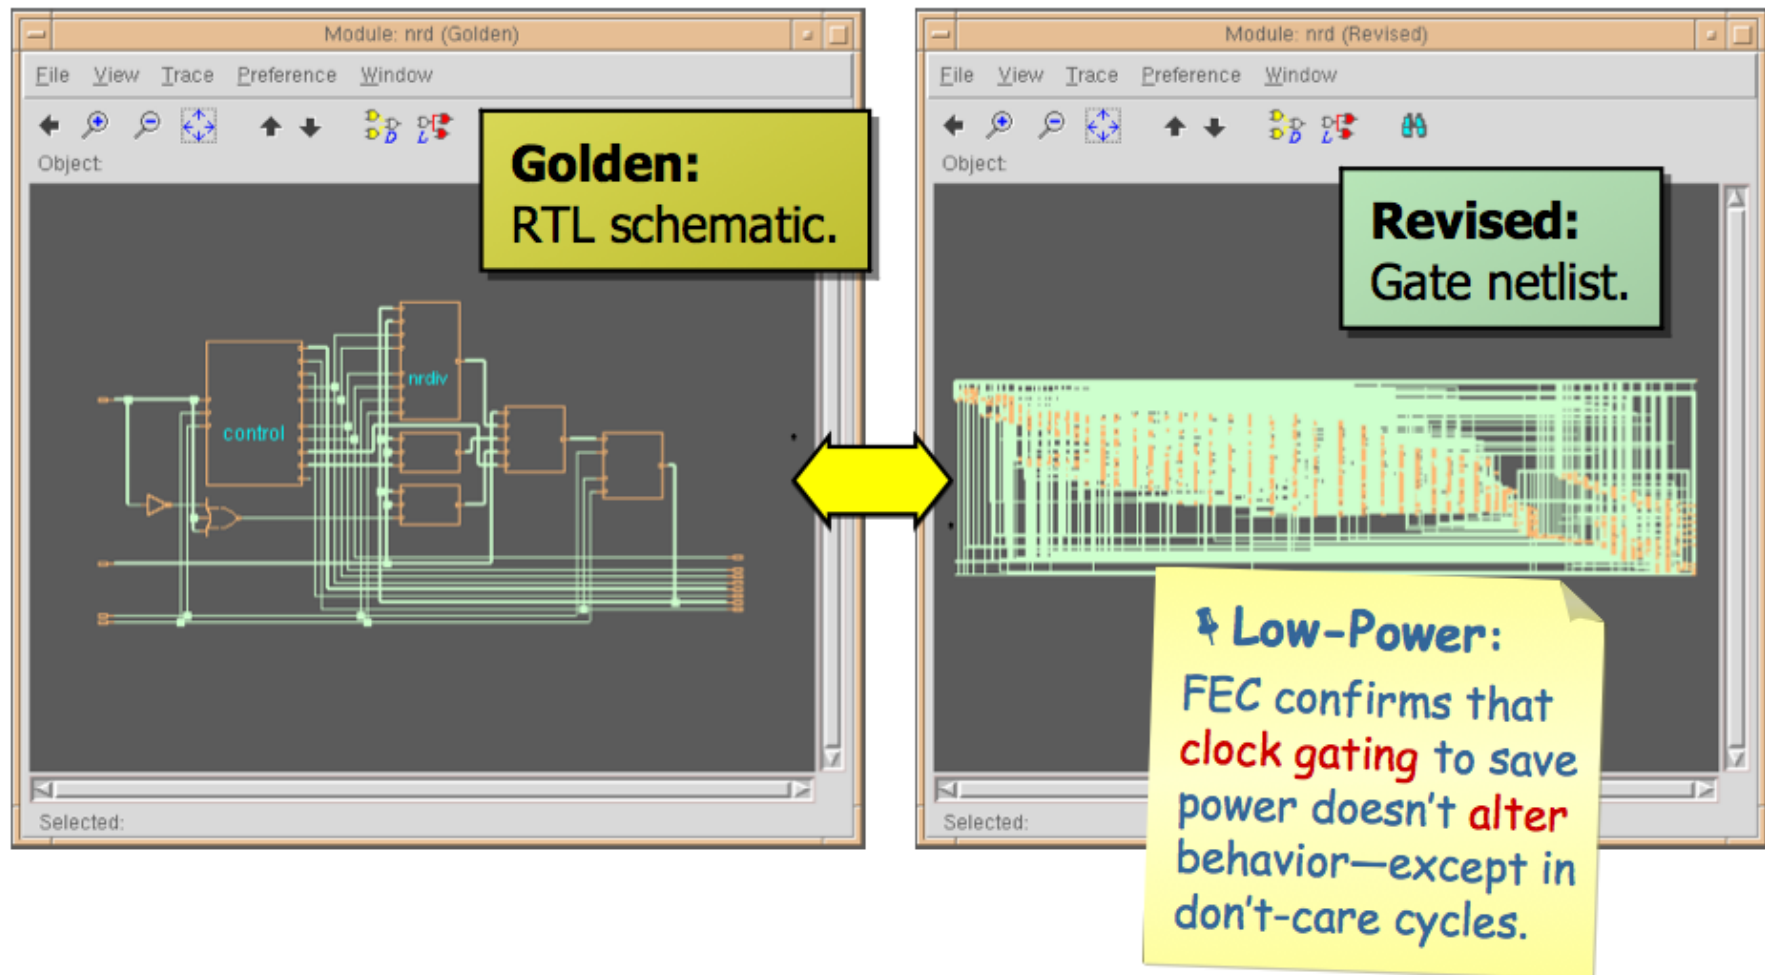 Module: nrd (Golden)
File View Trace Preference Window
Object:
Golden:
RTL schematic.
nrdiv
control
Selected:
Module: nrd (Revised)
File View Trace Preference Window
Object:
Revised:
Gate netlist.
Low-Power:
FEC confirms that
clock gating to save
power doesn't alter
behavior—except in
don't-care cycles.
Selected: